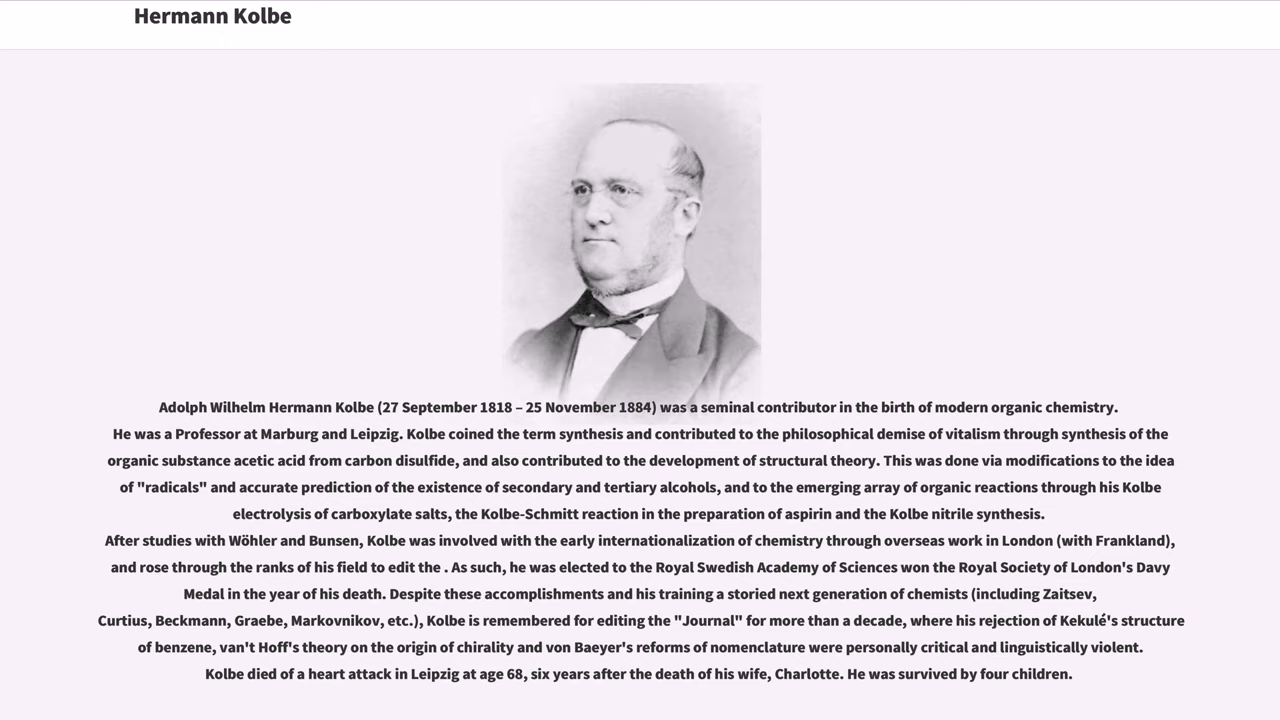 Hermann Kolbe
Adolph Wilhelm Hermann Kolbe (27 September 1818 – 25 November 1884) was a seminal contributor in the birth of modern organic chemistry.
He was a Professor at Marburg and Leipzig. Kolbe coined the term synthesis and contributed to the philosophical demise of vitalism through synthesis of the
organic substance acetic acid from carbon disulfide, and also contributed to the development of structural theory. This was done via modifications to the idea
of "radicals" and accurate prediction of the existence of secondary and tertiary alcohols, and to the emerging array of organic reactions through his Kolbe
electrolysis of carboxylate salts, the Kolbe-Schmitt reaction in the preparation of aspirin and the Kolbe nitrile synthesis.
After studies with Wöhler and Bunsen, Kolbe was involved with the early internationalization of chemistry through overseas work in London (with Frankland),
and rose through the ranks of his field to edit the . As such, he was elected to the Royal Swedish Academy of Sciences won the Royal Society of London's Davy
Medal in the year of his death. Despite these accomplishments and his training a storied next generation of chemists (including Zaitsev,
Curtius, Beckmann, Graebe, Markovnikov, etc.), Kolbe is remembered for editing the "Journal" for more than a decade, where his rejection of Kekulé's structure
of benzene, van't Hoff's theory on the origin of chirality and von Baeyer's reforms of nomenclature were personally critical and linguistically violent.
Kolbe died of a heart attack in Leipzig at age 68, six years after the death of his wife, Charlotte. He was survived by four children.